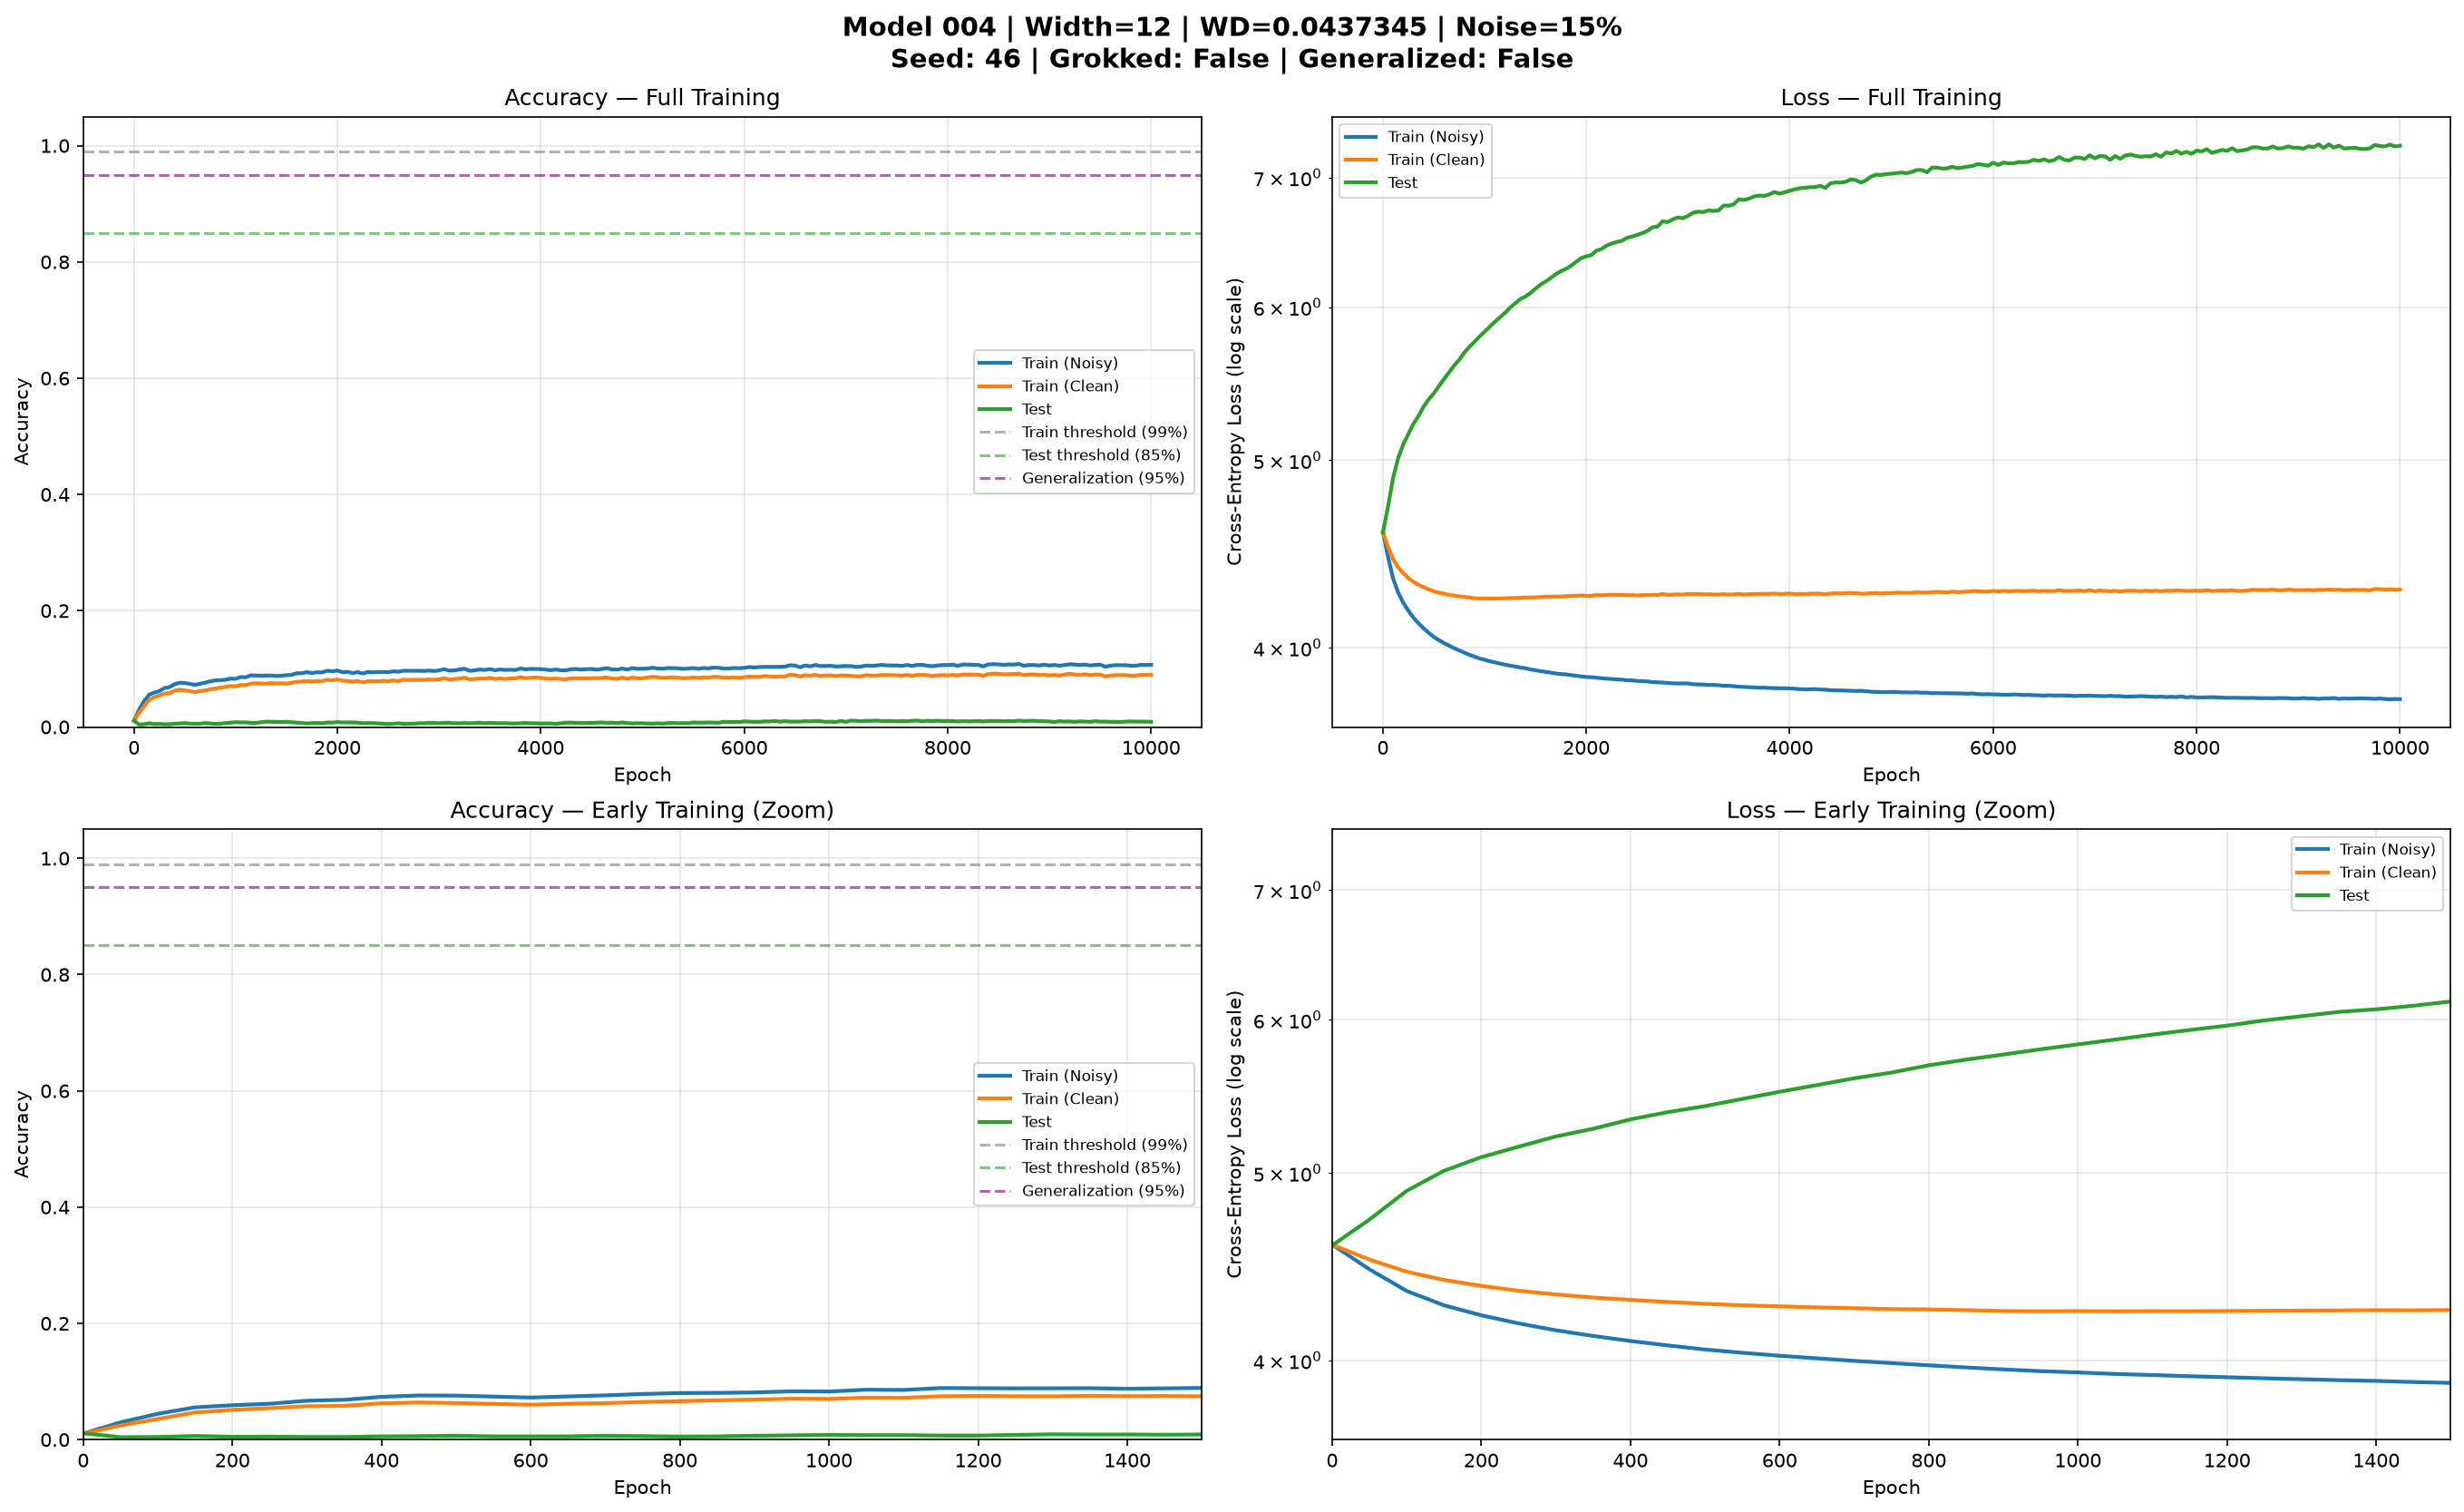 Model 004 | Width=12 | WD=0.0437345 | Noise=15%
Seed: 46 | Grokked: False | Generalized: False
Accuracy — Full Training
1.0
0.8
0.6
0.4
0.2
0.0
Accuracy
Train (Noisy)
Train (Clean)
Test
Train threshold (99%)
Test threshold (85%)
Generalization (95%)
0 2000 4000 6000 8000 10000
Epoch
Loss — Full Training
7 × 10⁰
6 × 10⁰
5 × 10⁰
4 × 10⁰
Cross-Entropy Loss (log scale)
Train (Noisy)
Train (Clean)
Test
0 2000 4000 6000 8000 10000
Epoch
Accuracy — Early Training (Zoom)
1.0
0.8
0.6
0.4
0.2
0.0
Accuracy
Train (Noisy)
Train (Clean)
Test
Train threshold (99%)
Test threshold (85%)
Generalization (95%)
0 200 400 600 800 1000 1200 1400
Epoch
Loss — Early Training (Zoom)
7 × 10⁰
6 × 10⁰
5 × 10⁰
4 × 10⁰
Cross-Entropy Loss (log scale)
Train (Noisy)
Train (Clean)
Test
0 200 400 600 800 1000 1200 1400
Epoch